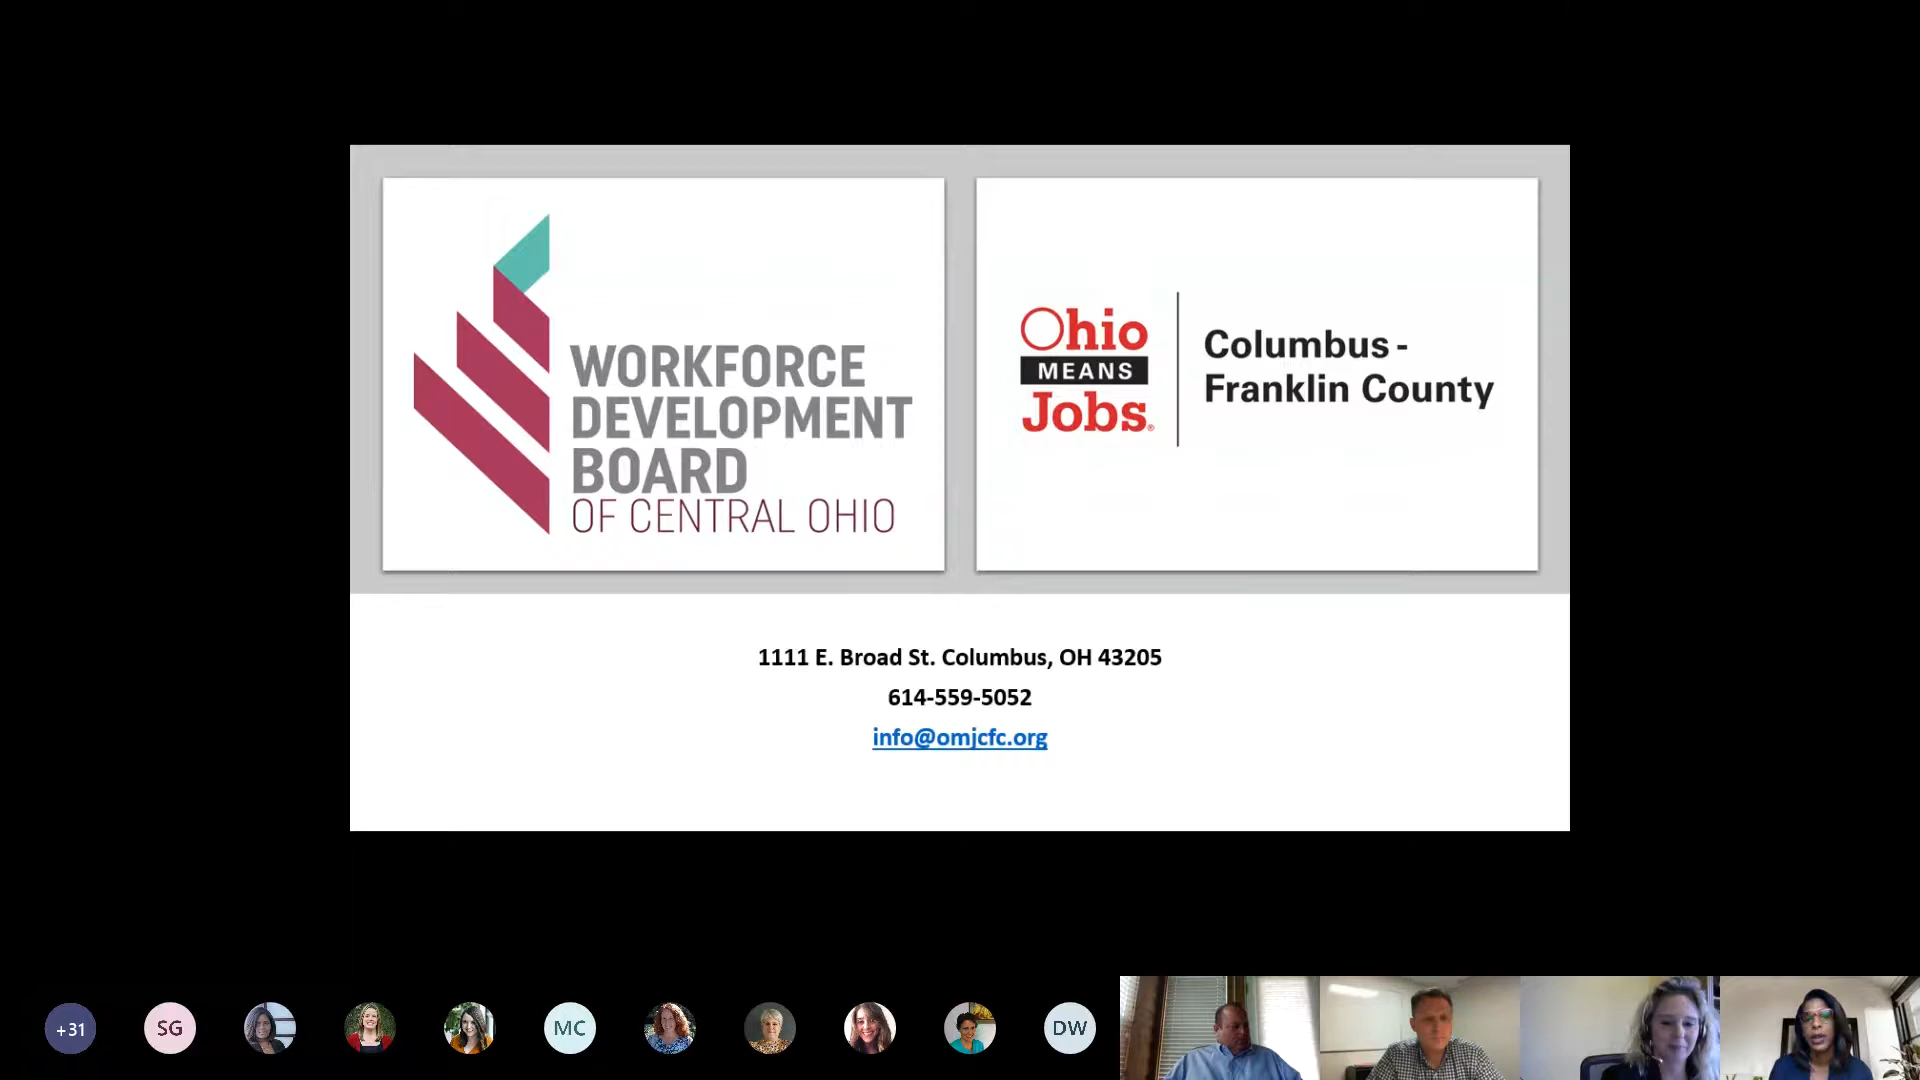 WORKFORCE
DEVELOPMENT
BOARD
OF CENTRAL OHIO
Ohio
MEANS
Jobs®
Columbus -
Franklin County
1111 E. Broad St. Columbus, OH 43205
614-559-5052
info@omjcfc.org
+31
SG
MC
DW